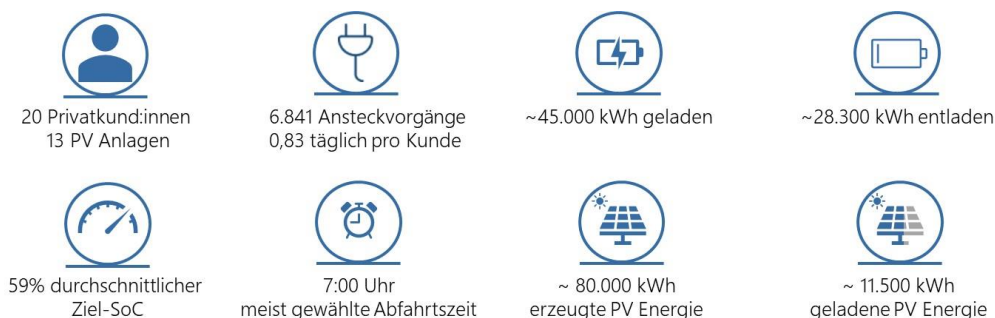 20 Privatkund:innen
13 PV Anlagen
6.841 Ansteckvorgänge
0,83 täglich pro Kunde
~45.000 kWh geladen
~28.300 kWh entladen
59% durchschnittlicher
Ziel-SoC
7:00 Uhr
meist gewählte Abfahrtszeit
~ 80.000 kWh
erzeugte PV Energie
~ 11.500 kWh
geladene PV Energie